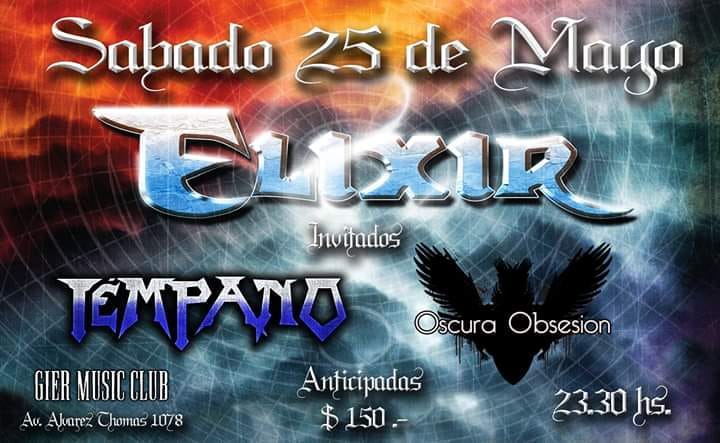 Sabado 25 de Mayo
ELIXIR
Invitados
TÉMPANO
Oscura Obsesion
GIER MUSIC CLUB
Av. Alvarez Thomas 1078
Anticipadas
$ 150.-
23.30 hs.